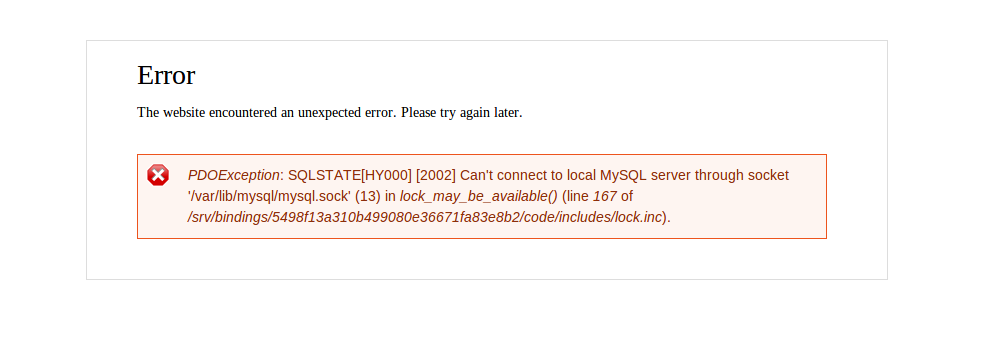 Error
The website encountered an unexpected error. Please try again later.
PDOException: SQLSTATE[HY000] [2002] Can't connect to local MySQL server through socket
'/var/lib/mysql/mysql.sock' (13) in lock_may_be_available() (line 167 of
/srv/bindings/5498f13a310b499080e36671fa83e8b2/code/includes/lock.inc).